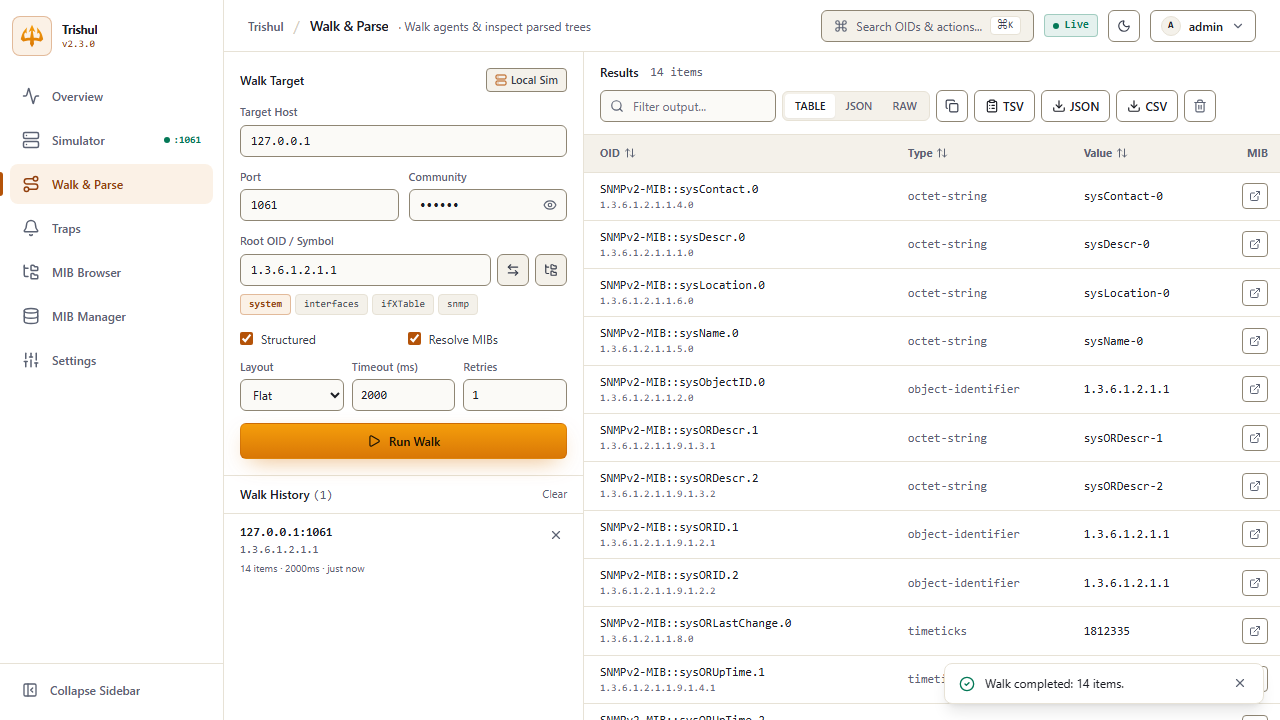 Trishul
v2.3.0
Overview
Simulator
:1061
Walk & Parse
Traps
MIB Browser
MIB Manager
Settings
Collapse Sidebar
Trishul / Walk & Parse · Walk agents & inspect parsed trees
Search OIDs & actions... ⌘K
Live
A admin
Walk Target
Local Sim
Target Host
127.0.0.1
Port
Community
1061
••••••
Root OID / Symbol
1.3.6.1.2.1.1
system interfaces ifXTable snmp
Structured
Resolve MIBs
Layout
Timeout (ms)
Retries
Flat
2000
1
Run Walk
Walk History (1)
Clear
127.0.0.1:1061
1.3.6.1.2.1.1
14 items · 2000ms · just now
Results 14 items
Filter output...
TABLE JSON RAW
TSV
JSON
CSV
OID Type Value MIB
SNMPv2-MIB::sysContact.0 octet-string sysContact-0
1.3.6.1.2.1.1.4.0
SNMPv2-MIB::sysDescr.0 octet-string sysDescr-0
1.3.6.1.2.1.1.1.0
SNMPv2-MIB::sysLocation.0 octet-string sysLocation-0
1.3.6.1.2.1.1.6.0
SNMPv2-MIB::sysName.0 octet-string sysName-0
1.3.6.1.2.1.1.5.0
SNMPv2-MIB::sysObjectID.0 object-identifier 1.3.6.1.2.1.1
1.3.6.1.2.1.1.2.0
SNMPv2-MIB::sysORDescr.1 octet-string sysORDescr-1
1.3.6.1.2.1.1.9.1.3.1
SNMPv2-MIB::sysORDescr.2 octet-string sysORDescr-2
1.3.6.1.2.1.1.9.1.3.2
SNMPv2-MIB::sysORID.1 object-identifier 1.3.6.1.2.1.1
1.3.6.1.2.1.1.9.1.2.1
SNMPv2-MIB::sysORID.2 object-identifier 1.3.6.1.2.1.1
1.3.6.1.2.1.1.9.1.2.2
SNMPv2-MIB::sysORLastChange.0 timeticks 1812335
1.3.6.1.2.1.1.8.0
SNMPv2-MIB::sysORUpTime.1
1.3.6.1.2.1.1.9.1.4.1
SNMPv2-MIB::sysORUpTime.2
Walk completed: 14 items.